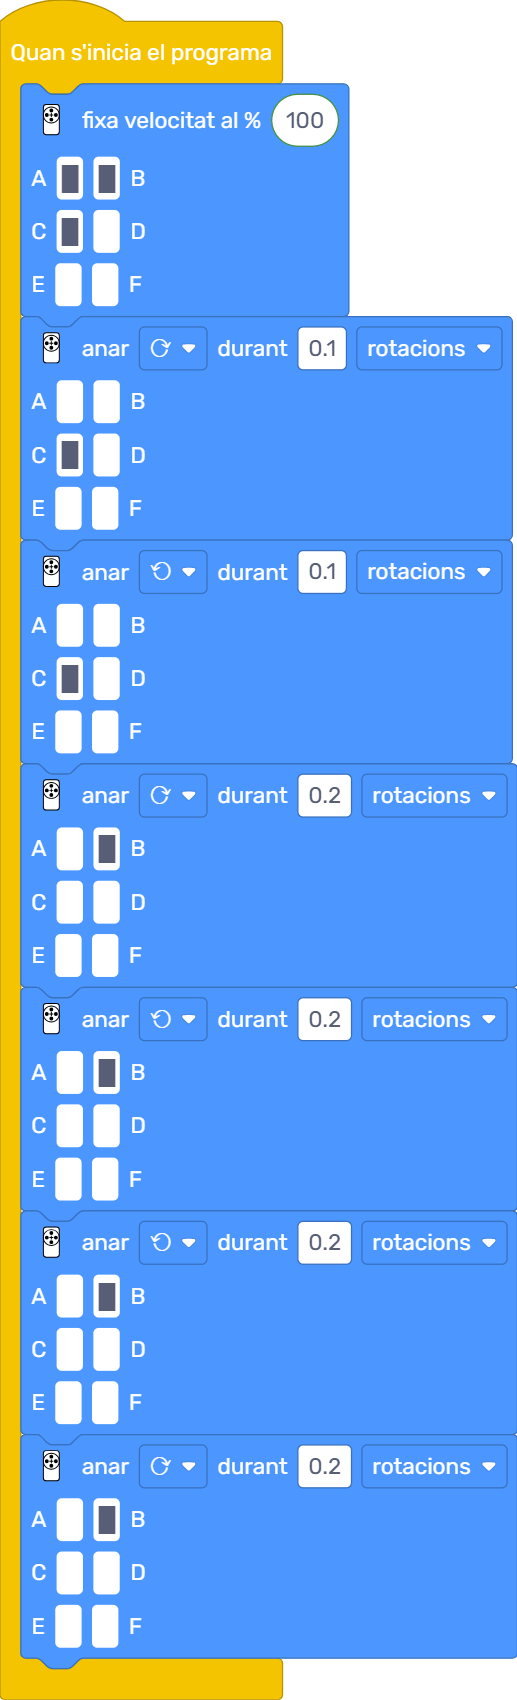 Quan s'inicia el programa
fixa velocitat al % 100
A B
C D
E F
anar durant 0.1 rotacions
A B
C D
E F
anar durant 0.1 rotacions
A B
C D
E F
anar durant 0.2 rotacions
A B
C D
E F
anar durant 0.2 rotacions
A B
C D
E F
anar durant 0.2 rotacions
A B
C D
E F
anar durant 0.2 rotacions
A B
C D
E F